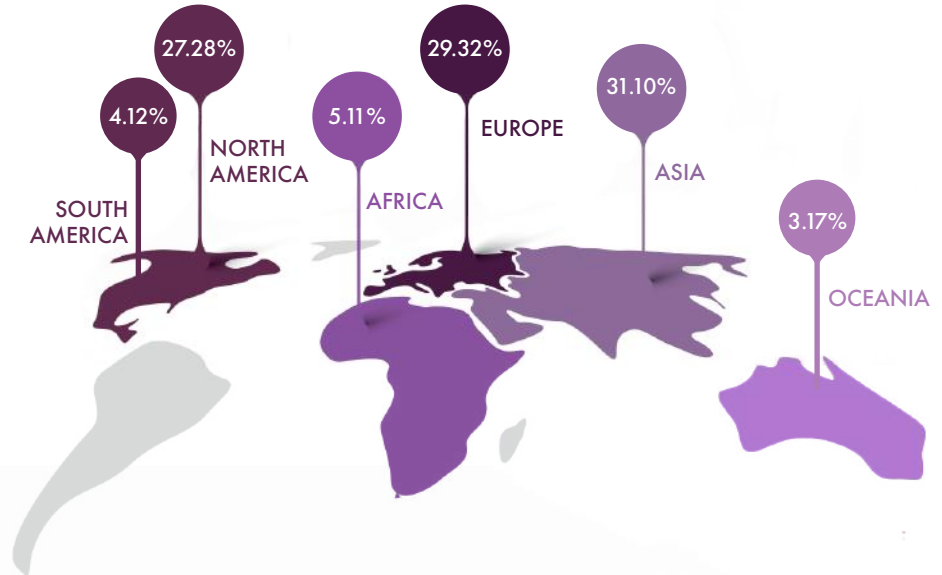 27.28%
29.32%
31.10%
4.12%
5.11%
EUROPE
NORTH
AMERICA
ASIA
AFRICA
SOUTH
AMERICA
3.17%
OCEANIA